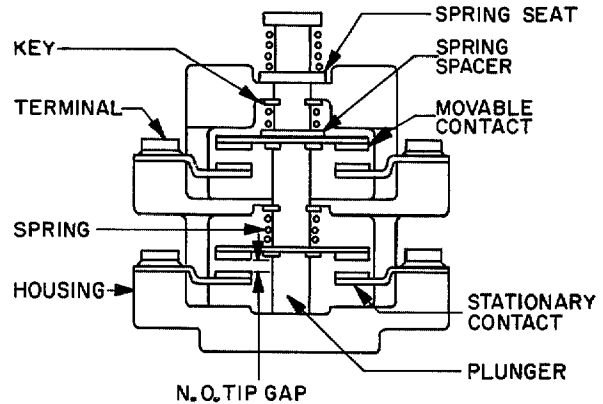 SPRING SEAT
KEY
SPRING
SPACER
TERMINAL
MOVABLE
CONTACT
SPRING
HOUSING
STATIONARY
CONTACT
PLUNGER
N.O. TIP GAP